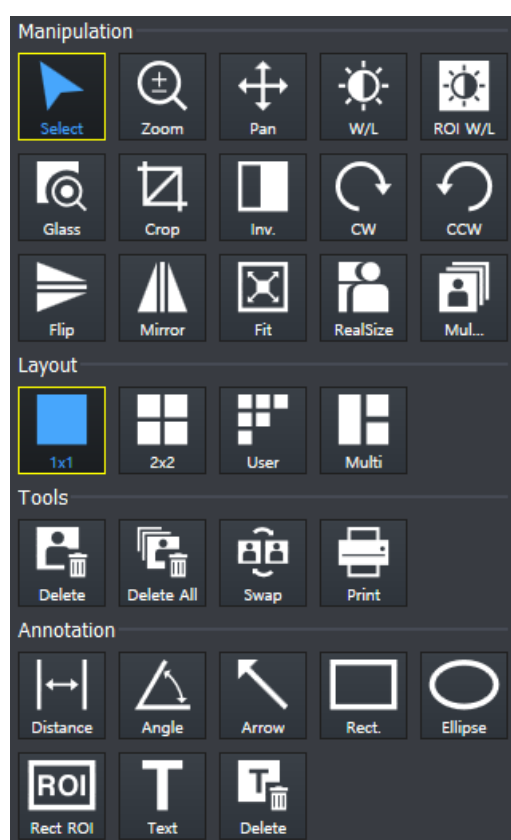 Manipulation
Select Zoom Pan W/L ROI W/L
Glass Crop Inv. CW CCW
Flip Mirror Fit RealSize Mul...
Layout
1x1 2x2 User Multi
Tools
Delete Delete All Swap Print
Annotation
Distance Angle Arrow Rect. Ellipse
ROI T T
Rect ROI Text Delete